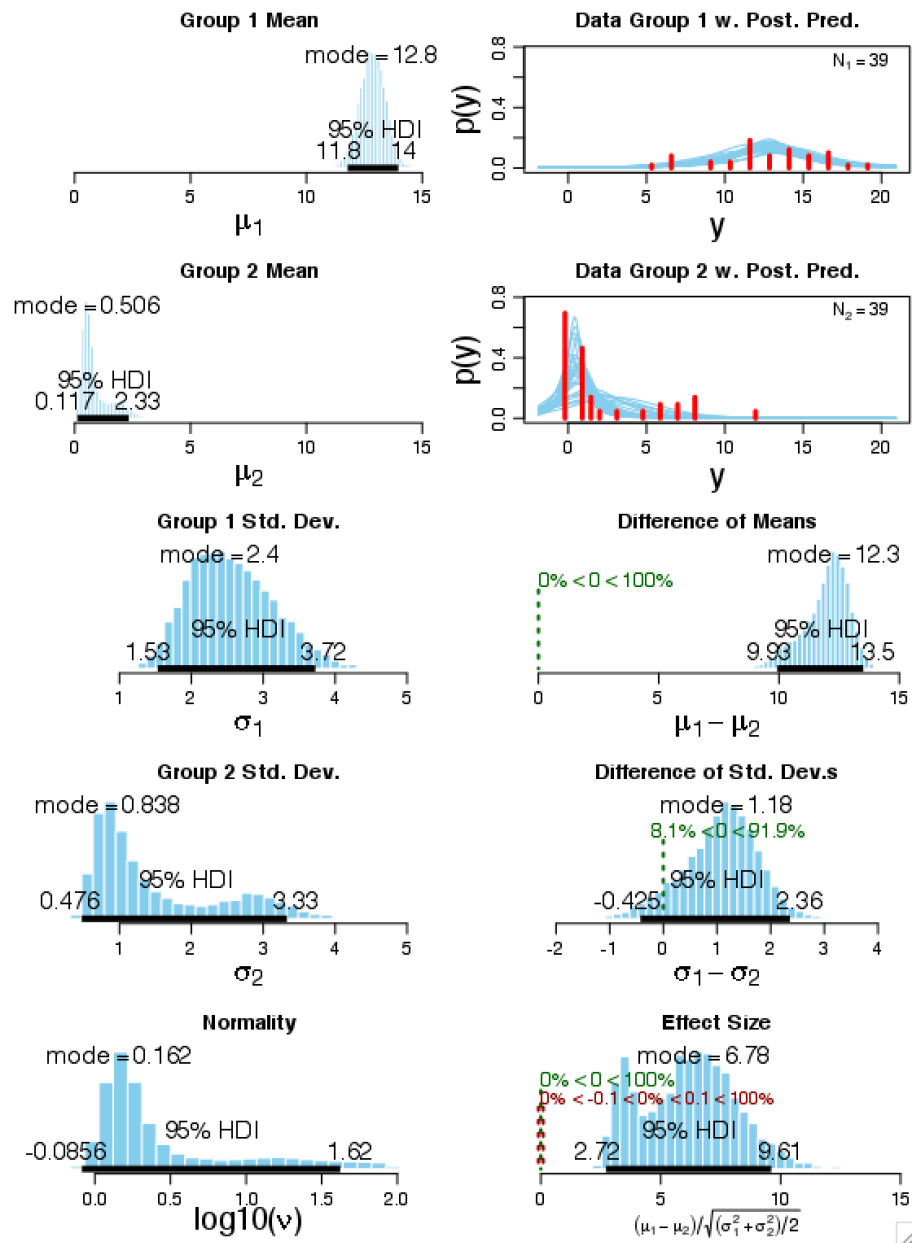 Group 1 Mean
mode = 12.8
95% HDI
11.8 14
0 5 10 15
μ1
Data Group 1 w. Post. Pred.
N1 = 39
p(y)
0.0 0.4 0.8
0 5 10 15 20
y
Group 2 Mean
mode = 0.506
95% HDI
0.117 2.33
0 5 10 15
μ2
Data Group 2 w. Post. Pred.
N2 = 39
p(y)
0.0 0.4 0.8
0 5 10 15 20
y
Group 1 Std. Dev.
mode = 2.4
95% HDI
1.53 3.72
1 2 3 4 5
σ1
Difference of Means
mode = 12.3
0% < 0 < 100%
95% HDI
9.93 13.5
0 5 10 15
μ1 − μ2
Group 2 Std. Dev.
mode = 0.838
95% HDI
0.476 3.33
1 2 3 4 5
σ2
Difference of Std. Dev.s
mode = 1.18
8.1% < 0 < 91.9%
95% HDI
-0.425 2.36
-2 -1 0 1 2 3 4
σ1 − σ2
Normality
mode = 0.162
95% HDI
-0.0856 1.62
0.0 0.5 1.0 1.5 2.0
log10(ν)
Effect Size
mode = 6.78
0% < 0 < 100%
0% < -0.1 < 0% < 0.1 < 100%
95% HDI
2.72 9.61
0 5 10 15
(μ1 − μ2)/√(σ1² + σ2²)/2